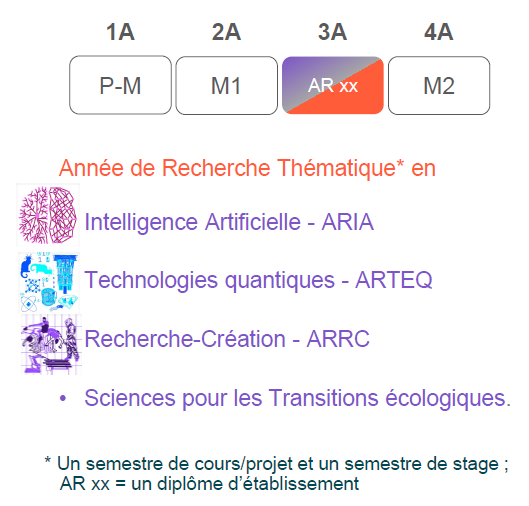 1A 2A 3A 4A
P-M M1 AR xx M2
Année de Recherche Thématique* en
Intelligence Artificielle - ARIA
Technologies quantiques - ARTEQ
Recherche-Création - ARRC
• Sciences pour les Transitions écologiques.
* Un semestre de cours/projet et un semestre de stage ;
AR xx = un diplôme d’établissement